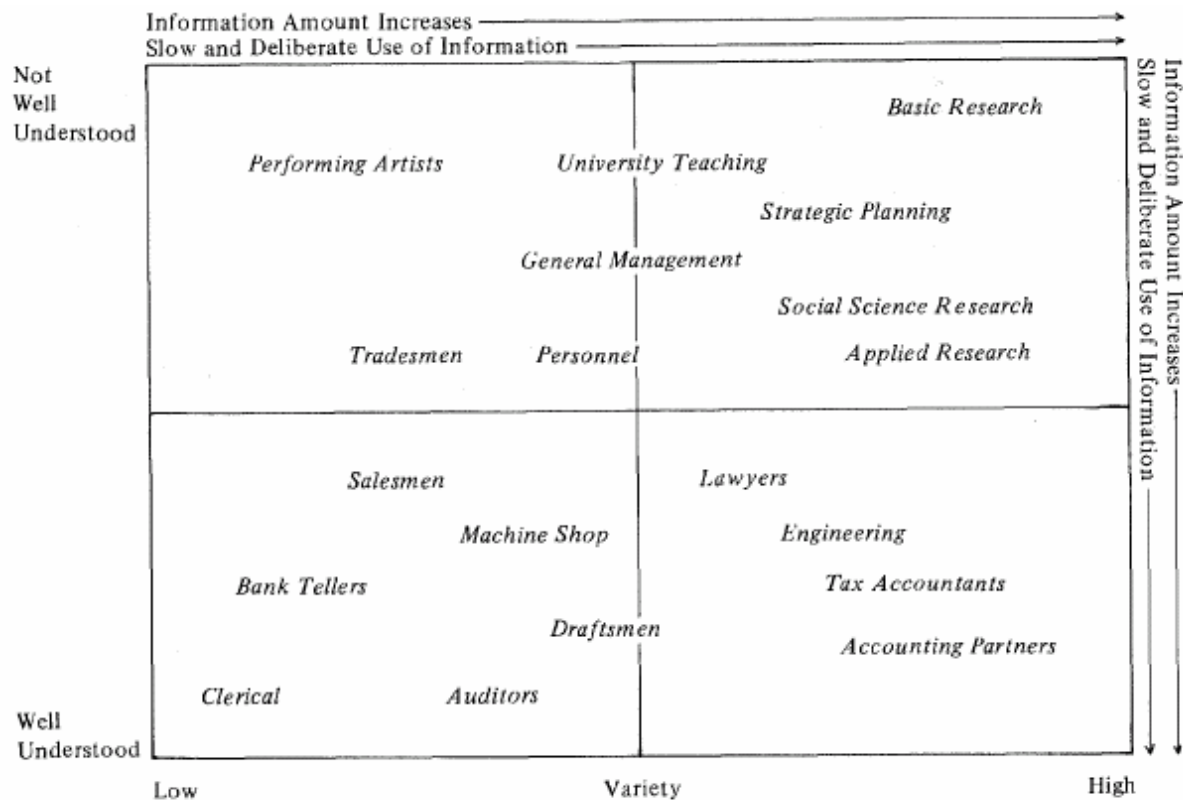 Information Amount Increases
Slow and Deliberate Use of Information
Not
Well
Understood
Basic Research
Performing Artists
University Teaching
Strategic Planning
General Management
Social Science Research
Tradesmen
Personnel
Applied Research
Information Amount Increases
Slow and Deliberate Use of Information
Salesmen
Lawyers
Machine Shop
Engineering
Bank Tellers
Tax Accountants
Draftsmen
Accounting Partners
Clerical
Auditors
Well
Understood
Low
Variety
High